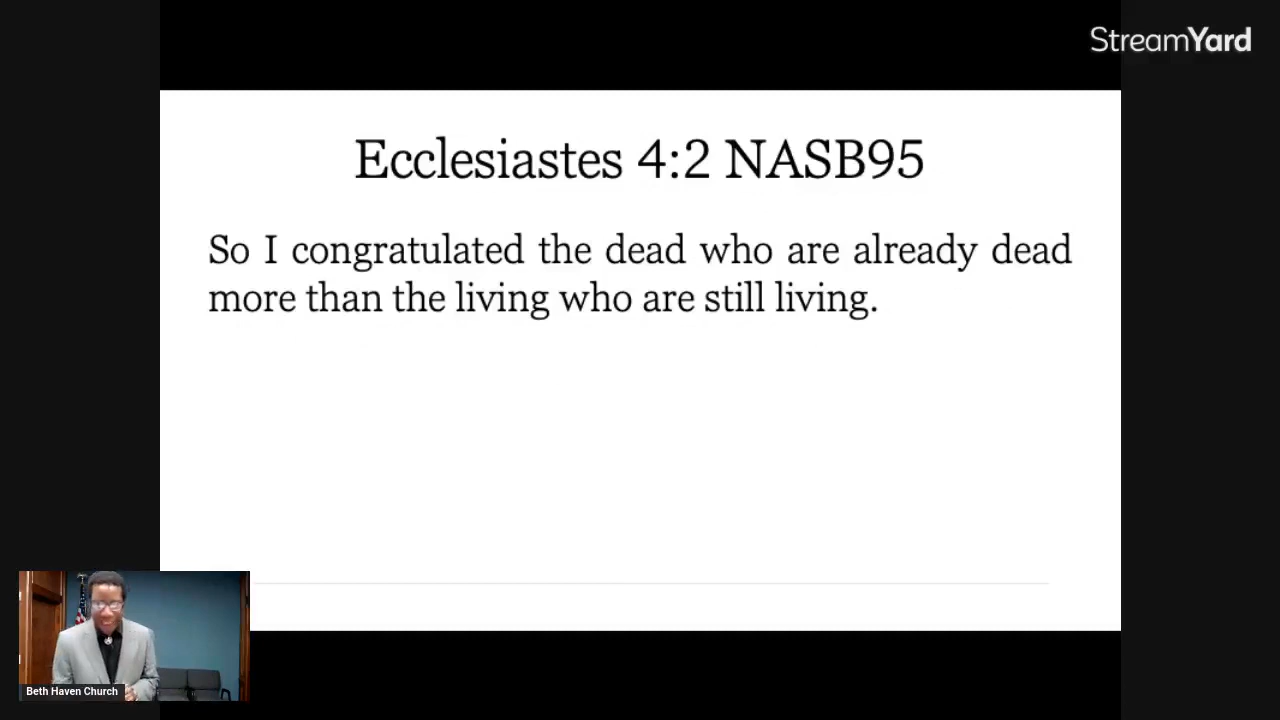 StreamYard
Ecclesiastes 4:2 NASB95
So I congratulated the dead who are already dead
more than the living who are still living.
Beth Haven Church